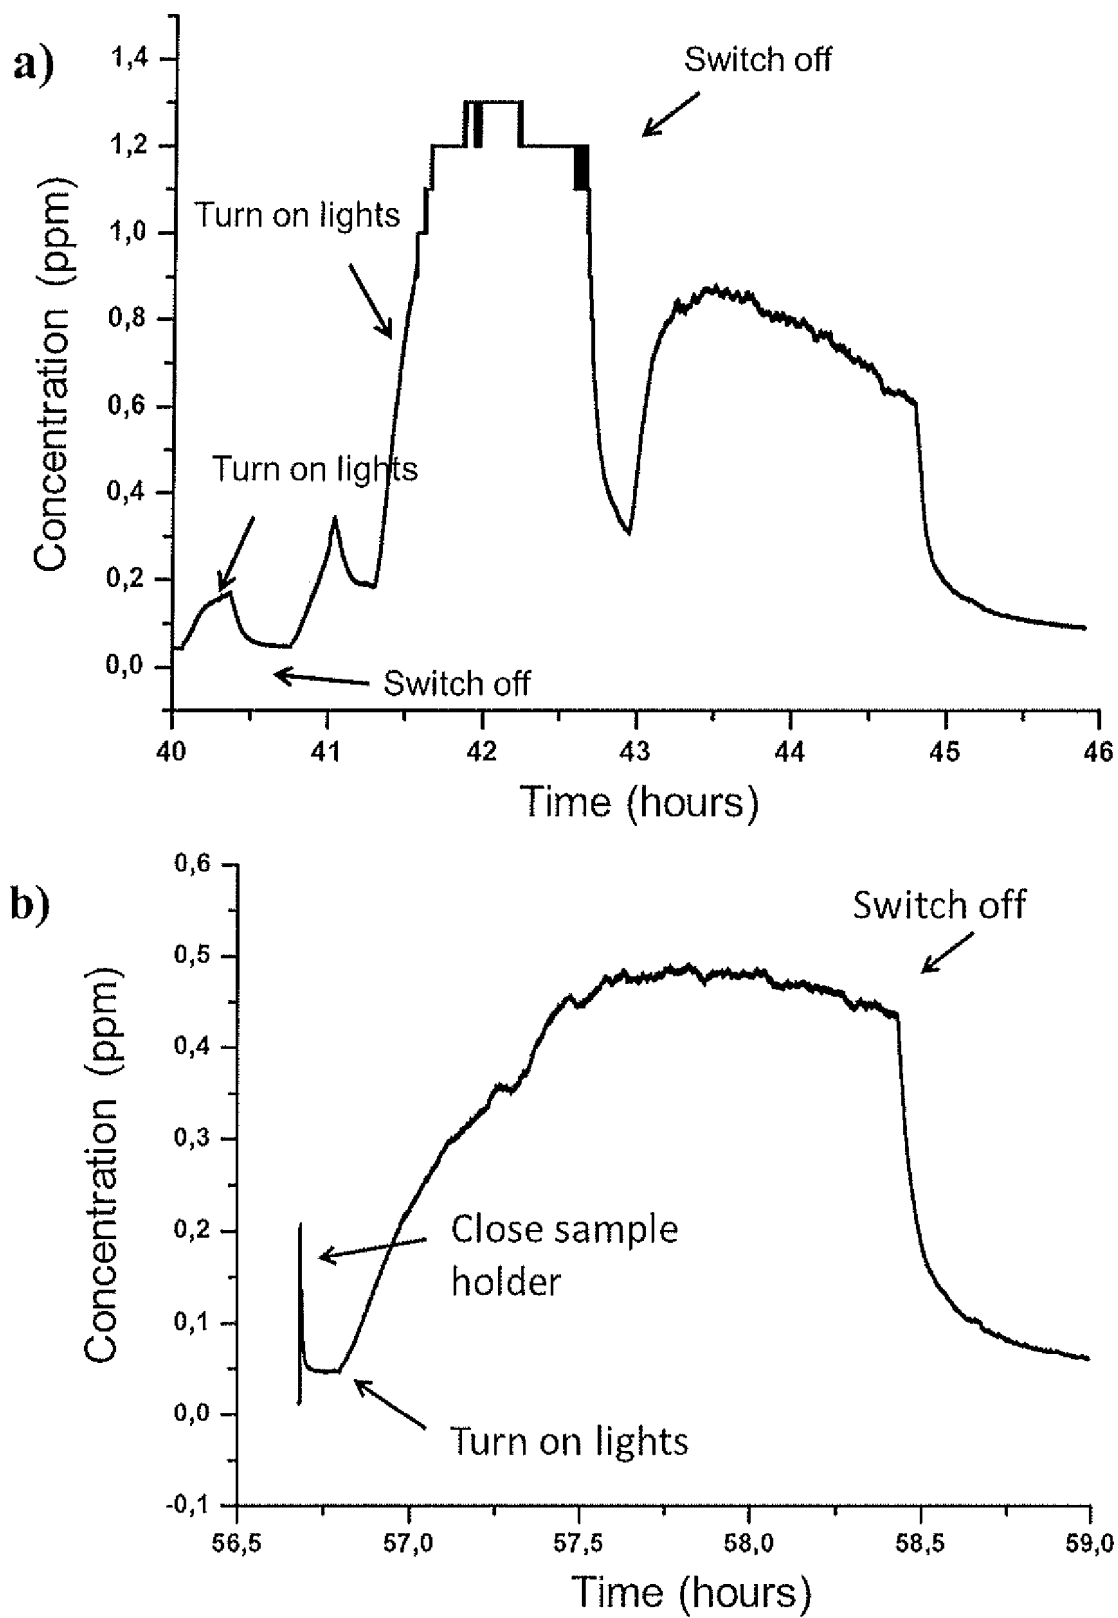 a)
Concentration (ppm)
1,4
1,2
1,0
0,8
0,6
0,4
0,2
0,0
Switch off
Turn on lights
Turn on lights
Switch off
40 41 42 43 44 45 46
Time (hours)
b)
Concentration (ppm)
0,6
0,5
0,4
0,3
0,2
0,1
0,0
-0,1
Switch off
Close sample
holder
Turn on lights
56,5 57,0 57,5 58,0 58,5 59,0
Time (hours)